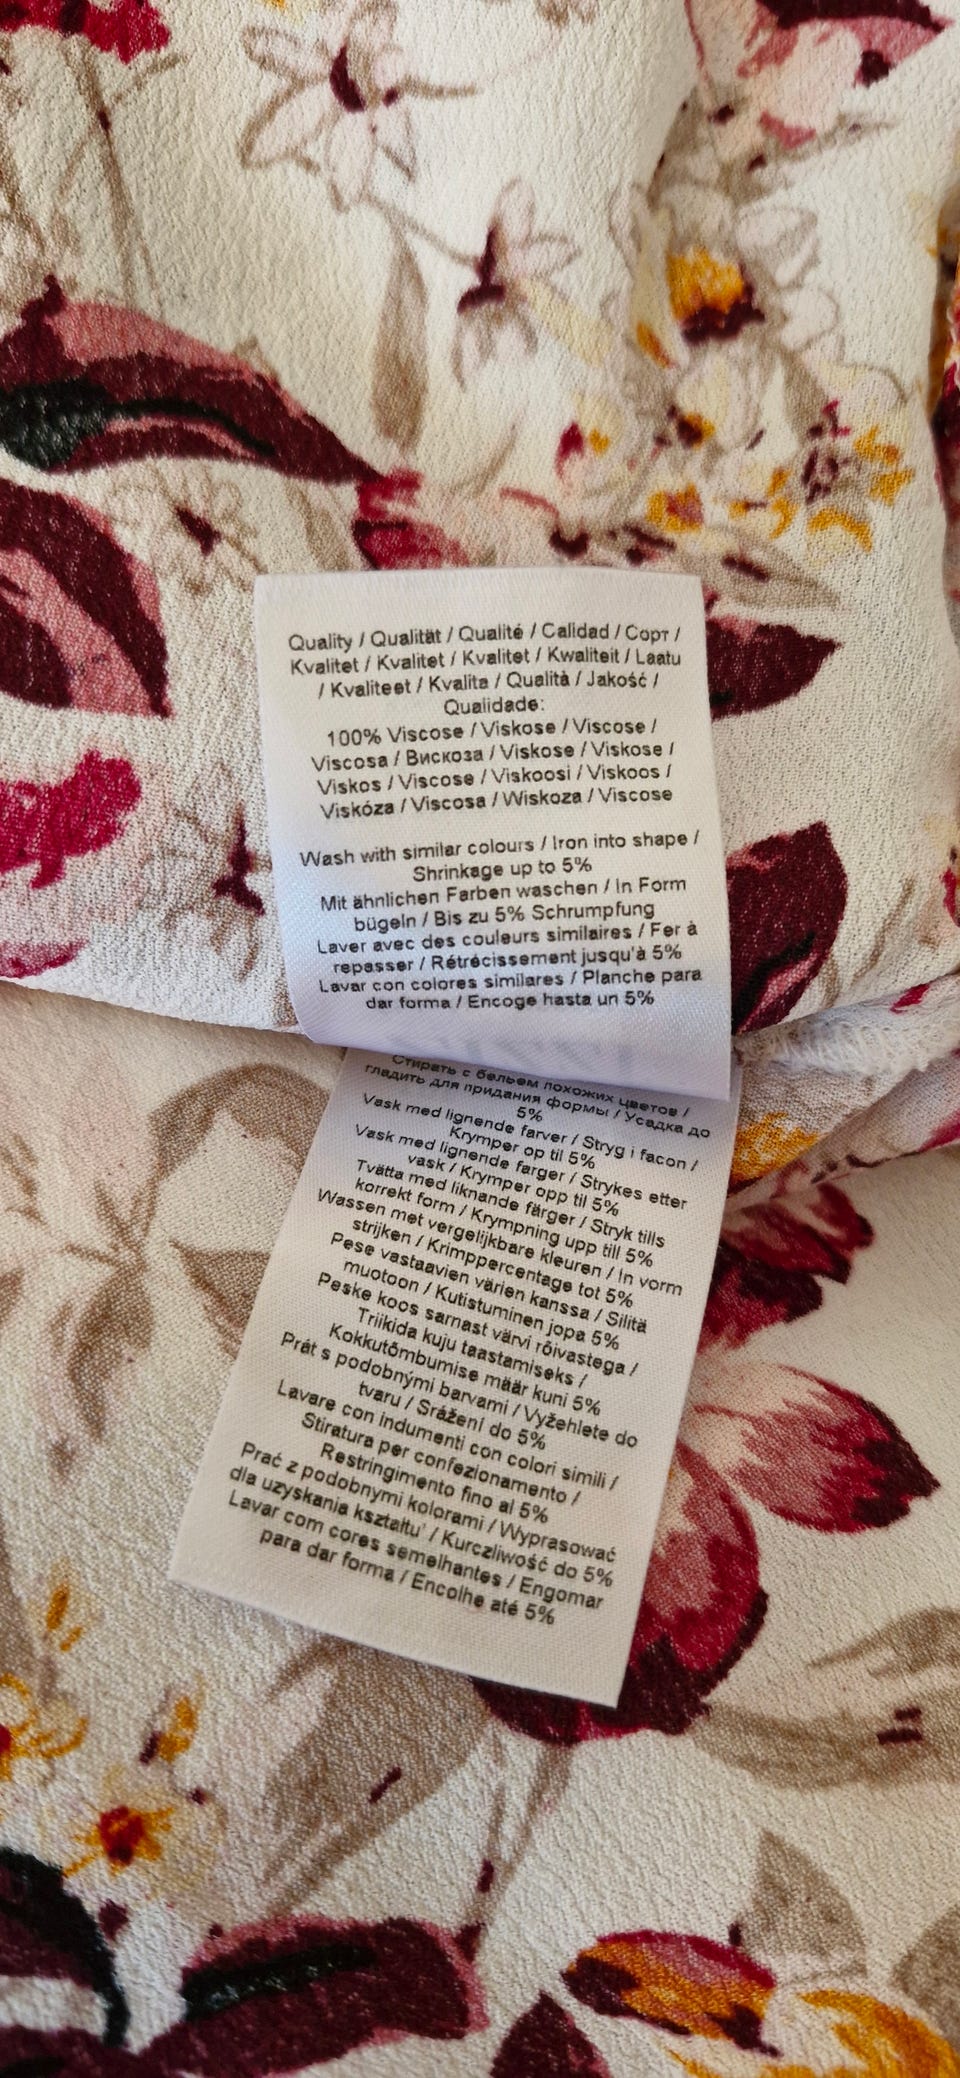 Quality / Qualität / Qualité / Calidad / Сорт /
Kvalitet / Kvalitet / Kvalitet / Kwaliteit / Laatu
/ Kvaliteet / Kvalita / Qualità / Jakość /
Qualidade:
100% Viscose / Viskose / Viscose /
Viscosa / Вискоза / Viskose / Viskose /
Viskos / Viscose / Viskoosi / Viskoos /
Viskóza / Viscosa / Wiskoza / Viscose
Wash with similar colours / Iron into shape /
Shrinkage up to 5%
Mit ähnlichen Farben waschen / In Form
bügeln / Bis zu 5% Schrumpfung
Laver avec des couleurs similaires / Fer à
repasser / Rétrécissement jusqu'à 5%
Lavar con colores similares / Planche para
dar forma / Encoge hasta un 5%
Стирать с бельем похожих цветов /
гладить для придания формы / Усадка до
5%
Vask med lignende farver / Stryg i facon /
Krymper op til 5%
Vask med lignende farger / Strykes etter
vask / Krymper opp til 5%
Tvätta med liknande färger / Stryk tills
korrekt form / Krympning upp till 5%
Wassen met vergelijkbare kleuren / In vorm
strijken / Krimppercentage tot 5%
Pese vastaavien värien kanssa / Silitä
muotoon / Kutistuminen jopa 5%
Peske koos sarnast värvi rõivastega /
Triikida kuju taastamiseks /
Kokkutõmbumise määr kuni 5%
Prát s podobnými barvami / Vyžehlete do
tvaru / Srážení do 5%
Lavare con indumenti con colori simili /
Stiratura per confezionamento /
Restringimento fino al 5%
Prać z podobnymi kolorami / Wyprasować
dla uzyskania kształtu' / Kurczliwość do 5%
Lavar com cores semelhantes / Engomar
para dar forma / Encolhe até 5%